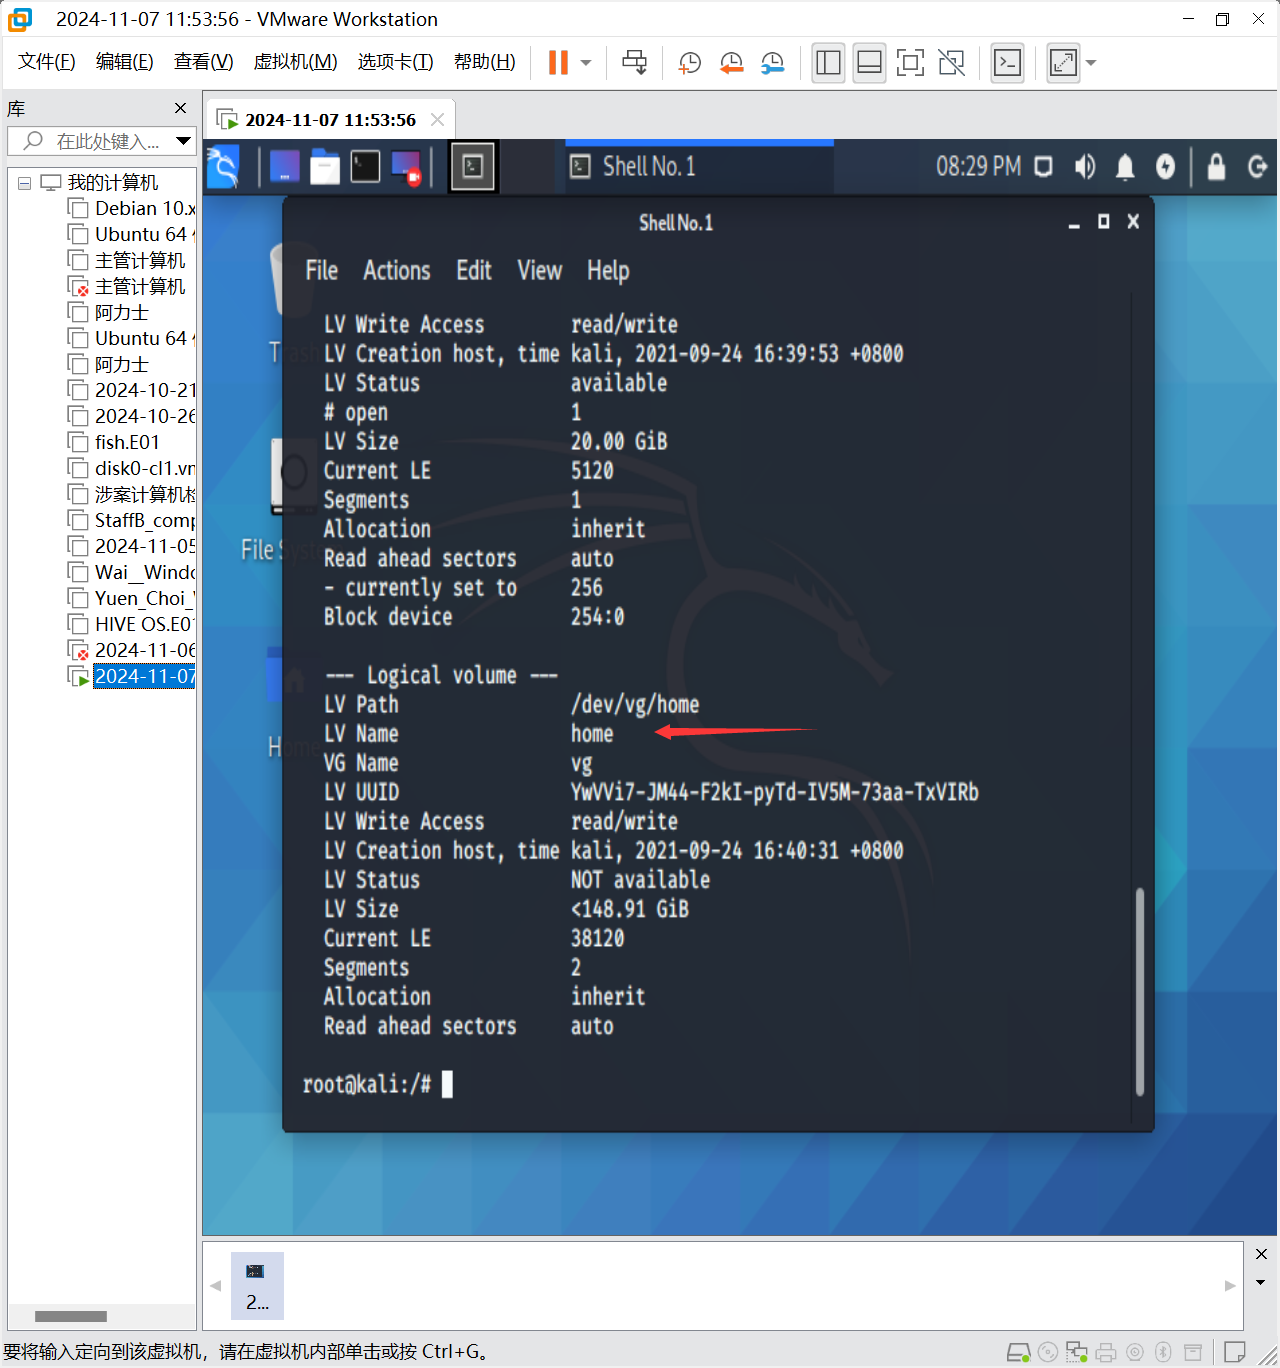 2024-11-07 11:53:56 - VMware Workstation
文件(F) 编辑(E) 查看(V) 虚拟机(M) 选项卡(T) 帮助(H)
库
在此处键入...
我的计算机
Debian 10.x
Ubuntu 64
主管计算机
主管计算机
阿力士
Ubuntu 64
阿力士
2024-10-21
2024-10-26
fish.E01
disk0-cl1.vm
涉案计算机检
StaffB_comp
2024-11-05
Wai__Windo
Yuen_Choi_
HIVE OS.E01
2024-11-06
2024-11-07
2024-11-07 11:53:56
Shell No. 1
08:29 PM
Trash
File System
Home
Shell No. 1
File Actions Edit View Help
LV Write Access read/write
LV Creation host, time kali, 2021-09-24 16:39:53 +0800
LV Status available
# open 1
LV Size 20.00 GiB
Current LE 5120
Segments 1
Allocation inherit
Read ahead sectors auto
- currently set to 256
Block device 254:0
--- Logical volume ---
LV Path /dev/vg/home
LV Name home
VG Name vg
LV UUID YwVVi7-JM44-F2kI-pyTd-IV5M-73aa-TxVIRb
LV Write Access read/write
LV Creation host, time kali, 2021-09-24 16:40:31 +0800
LV Status NOT available
LV Size <148.91 GiB
Current LE 38120
Segments 2
Allocation inherit
Read ahead sectors auto
root@kali:/#
2...
要将输入定向到该虚拟机，请在虚拟机内部单击或按 Ctrl+G。